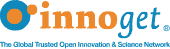 innoget ®
The Global Trusted Open Innovation & Science Network